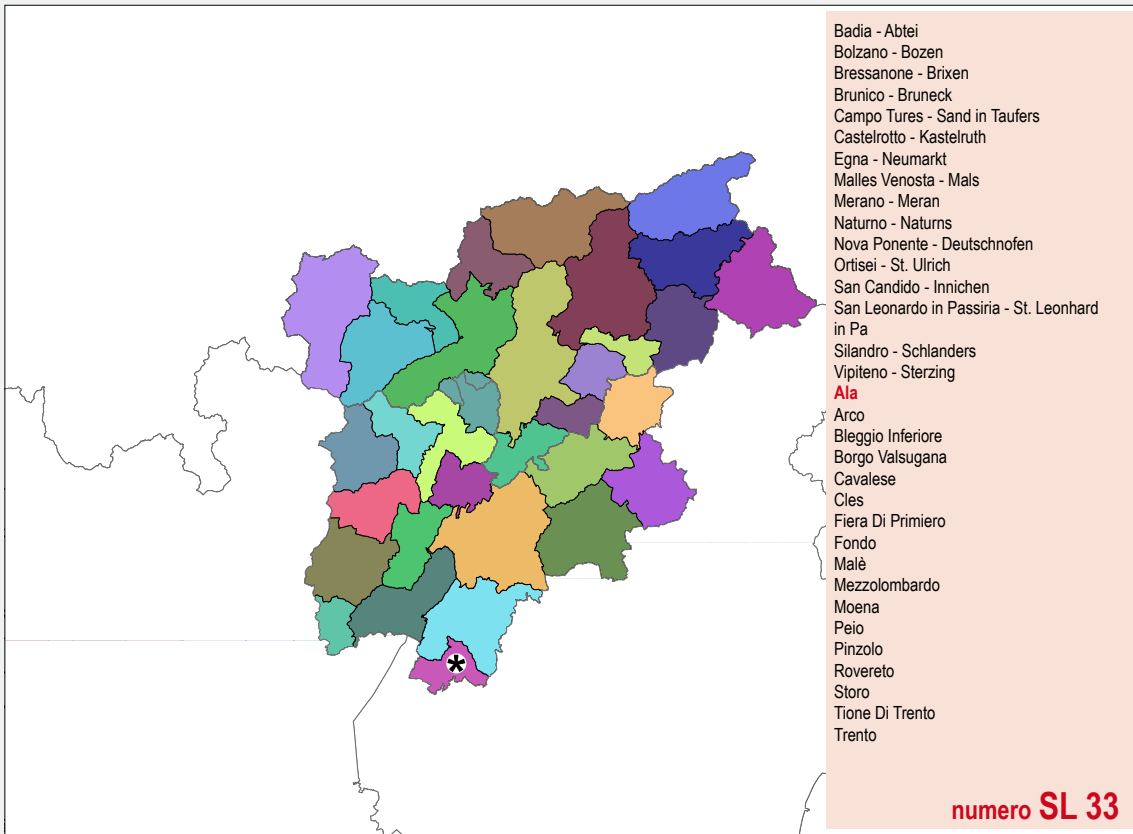 Badia - Abtei
Bolzano - Bozen
Bressanone - Brixen
Brunico - Bruneck
Campo Tures - Sand in Taufers
Castelrotto - Kastelruth
Egna - Neumarkt
Malles Venosta - Mals
Merano - Meran
Naturno - Naturns
Nova Ponente - Deutschnofen
Ortisei - St. Ulrich
San Candido - Innichen
San Leonardo in Passiria - St. Leonhard
in Pa
Silandro - Schlanders
Vipiteno - Sterzing
Ala
Arco
Bleggio Inferiore
Borgo Valsugana
Cavalese
Cles
Fiera Di Primiero
Fondo
Malè
Mezzolombardo
Moena
Peio
Pinzolo
Rovereto
Storo
Tione Di Trento
Trento
numero SL 33